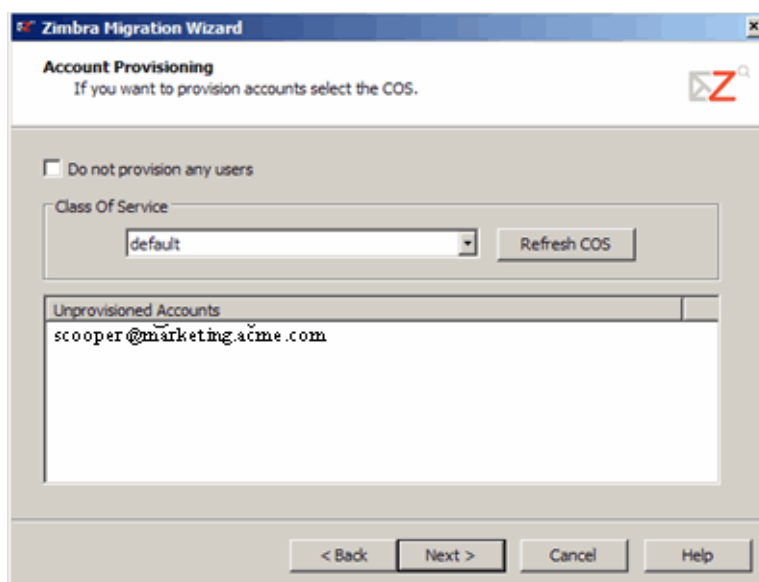 Zimbra Migration Wizard
Account Provisioning
If you want to provision accounts select the COS.
Do not provision any users
Class Of Service
default
Refresh COS
Unprovisioned Accounts
scooper@marketing.acme.com
< Back Next > Cancel Help